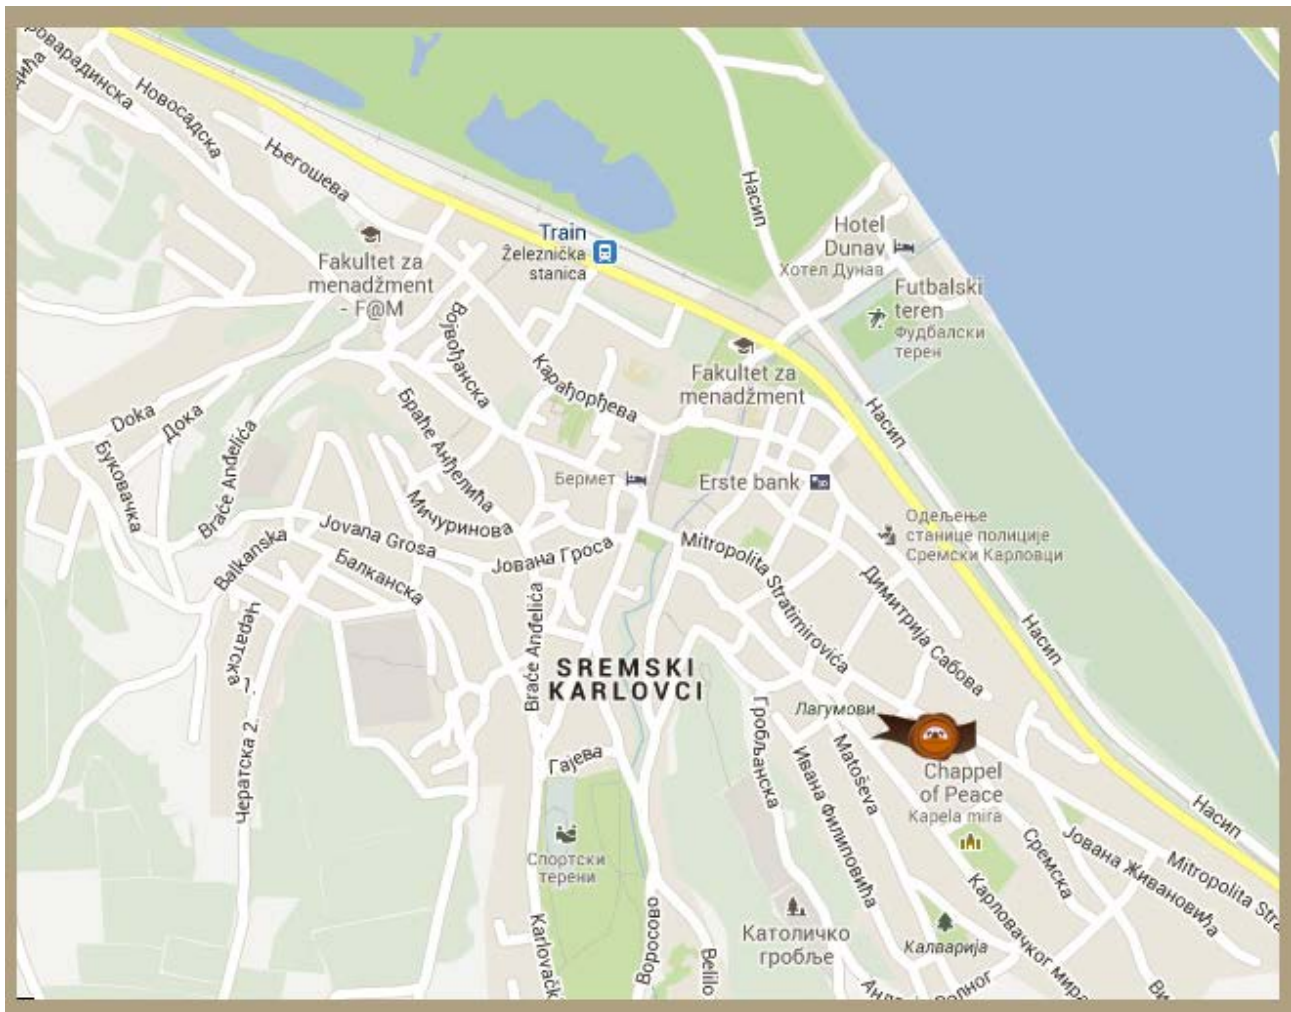 Новосадска
Његошева
Насип
Train
Železnička
stanica
Hotel
Dunav
Хотел Дунав
Futbalski
teren
Фудбалски
терен
Fakultet za
menadžment
- F@M
Војвођанска
Карађорђева
Fakultet za
menadžment
Насип
Doka
Дока
Браће Анђелића
Буковачка
Braće Anđelića
Бермет
Erste bank
Мичуринова
Jovana Grosa
Јована Гроса
Balkanska
Балканска
Mitropolita Stratimirovića
Одељење
станице полиције
Сремски Карловци
Димитрија Сабова
Насип
Чератска 1.
Braće Anđelića
SREMSKI
KARLOVCI
Лагумови
Чератска 2.
Гајева
Гробљанска
Ивана Филиповића
Matoševa
Chappel
of Peace
Kapela mira
Насип
Спортски
терени
Сремска
Јована Живановића
Mitropolita Stra
Карловачког мира
Католичко
гробље
Калварија
Karlovačk
Воросово
Belilo